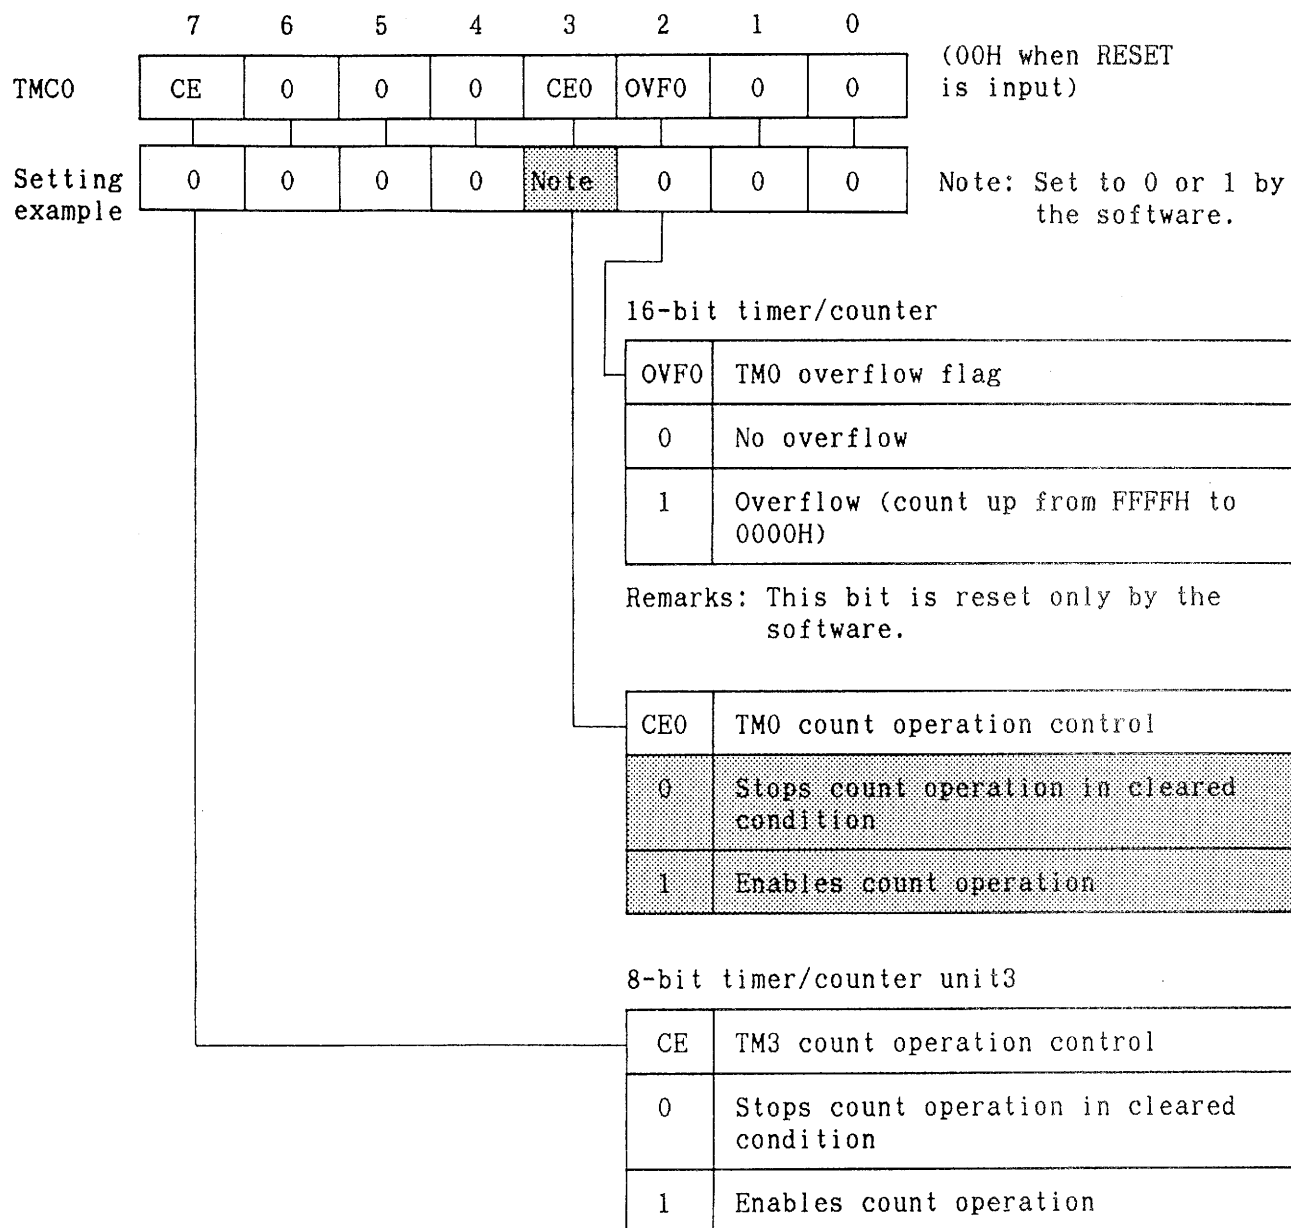 7 6 5 4 3 2 1 0
TMC0 CE 0 0 0 CE0 OVF0 0 0 (00H when RESET
is input)
Setting
example 0 0 0 0 Note 0 0 0 Note: Set to 0 or 1 by
the software.
16-bit timer/counter
OVF0 TM0 overflow flag
0 No overflow
1 Overflow (count up from FFFFH to
0000H)
Remarks: This bit is reset only by the
software.
CE0 TM0 count operation control
0 Stops count operation in cleared
condition
1 Enables count operation
8-bit timer/counter unit3
CE TM3 count operation control
0 Stops count operation in cleared
condition
1 Enables count operation